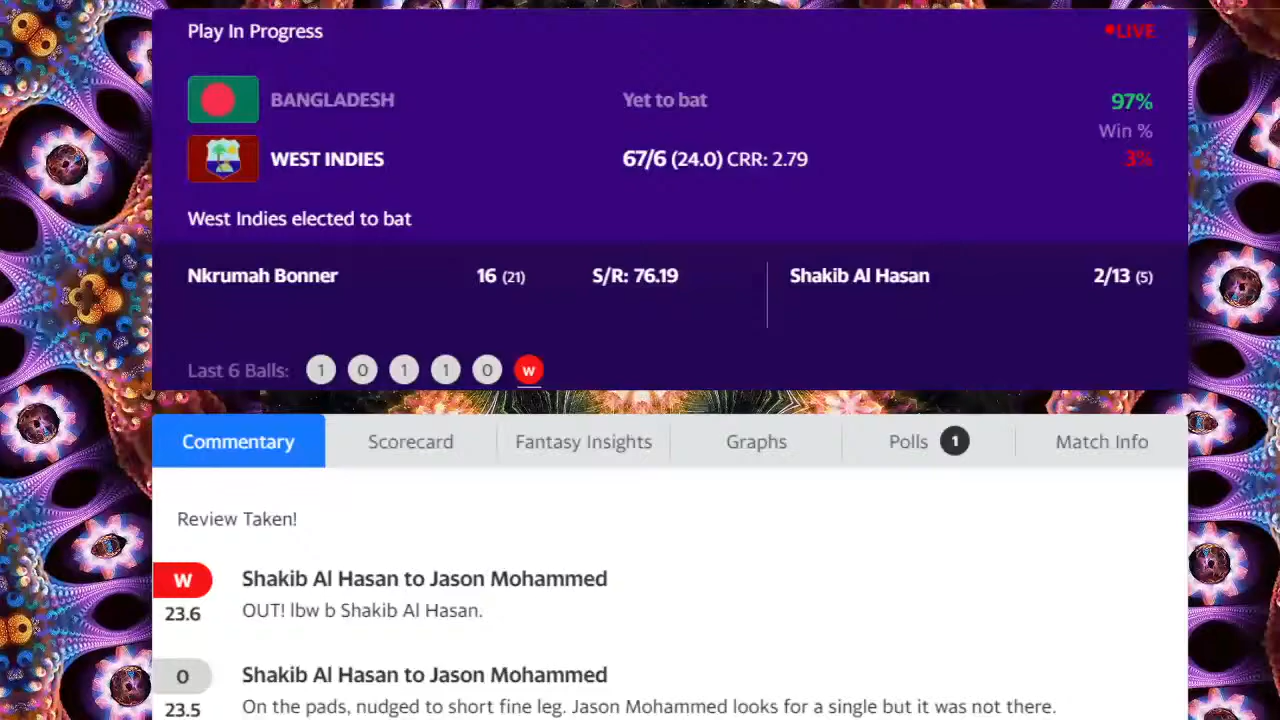 Play In Progress
LIVE
BANGLADESH Yet to bat 97%
Win %
WEST INDIES 67/6 (24.0) CRR: 2.79 3%
West Indies elected to bat
Nkrumah Bonner 16 (21) S/R: 76.19 Shakib Al Hasan 2/13 (5)
Last 6 Balls: 1 0 1 1 0 W
Commentary Scorecard Fantasy Insights Graphs Polls 1 Match Info
Review Taken!
W Shakib Al Hasan to Jason Mohammed
23.6 OUT! lbw b Shakib Al Hasan.
0 Shakib Al Hasan to Jason Mohammed
23.5 On the pads, nudged to short fine leg. Jason Mohammed looks for a single but it was not there.